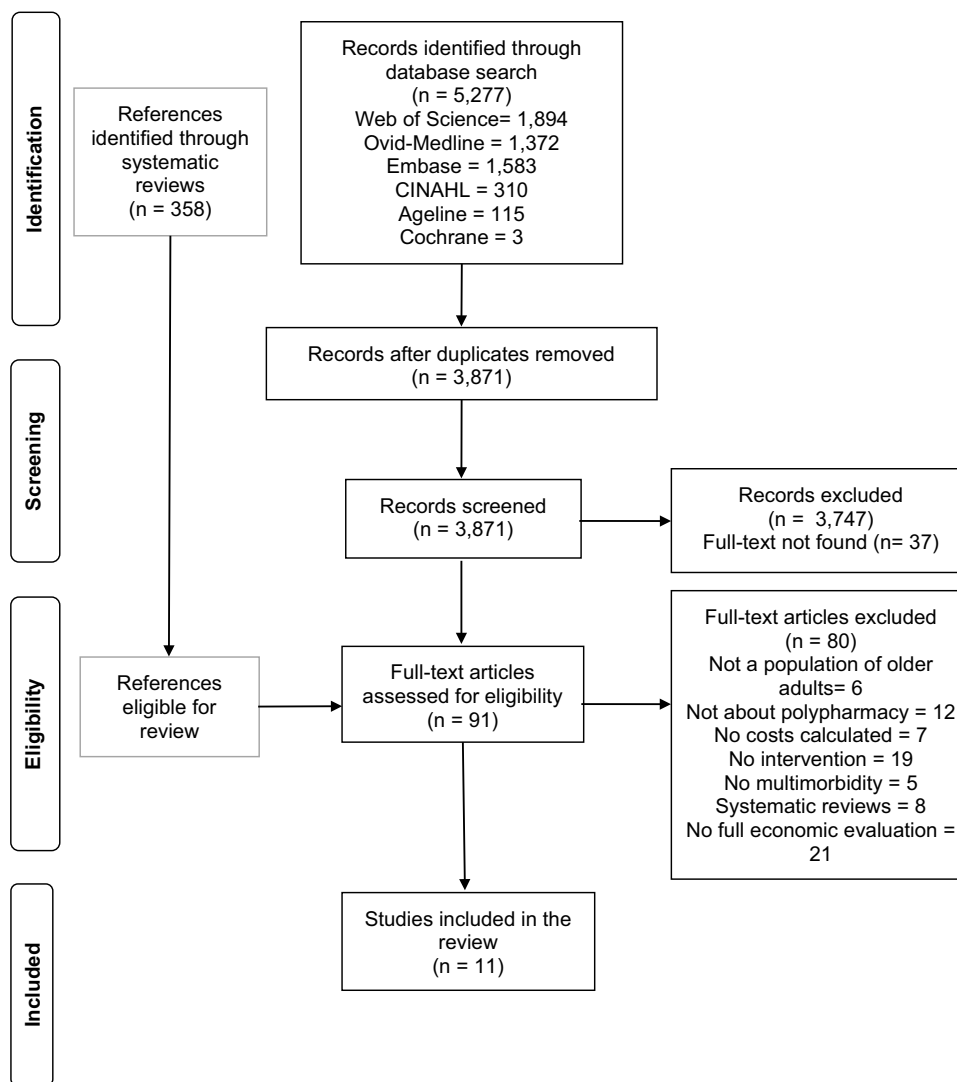 Identification
References
identified through
systematic
reviews
(n = 358)
Records identified through
database search
(n = 5,277)
Web of Science= 1,894
Ovid-Medline = 1,372
Embase = 1,583
CINAHL = 310
Ageline = 115
Cochrane = 3
Records after duplicates removed
(n = 3,871)
Screening
Records screened
(n = 3,871)
Records excluded
(n =  3,747)
Full-text not found (n= 37)
Eligibility
References
eligible for
review
Full-text articles
assessed for eligibility
(n = 91)
Full-text articles excluded
(n = 80)
Not a population of older
adults= 6
Not about polypharmacy = 12
No costs calculated = 7
No intervention = 19
No multimorbidity = 5
Systematic reviews = 8
No full economic evaluation =
21
Included
Studies included in the
review
(n = 11)